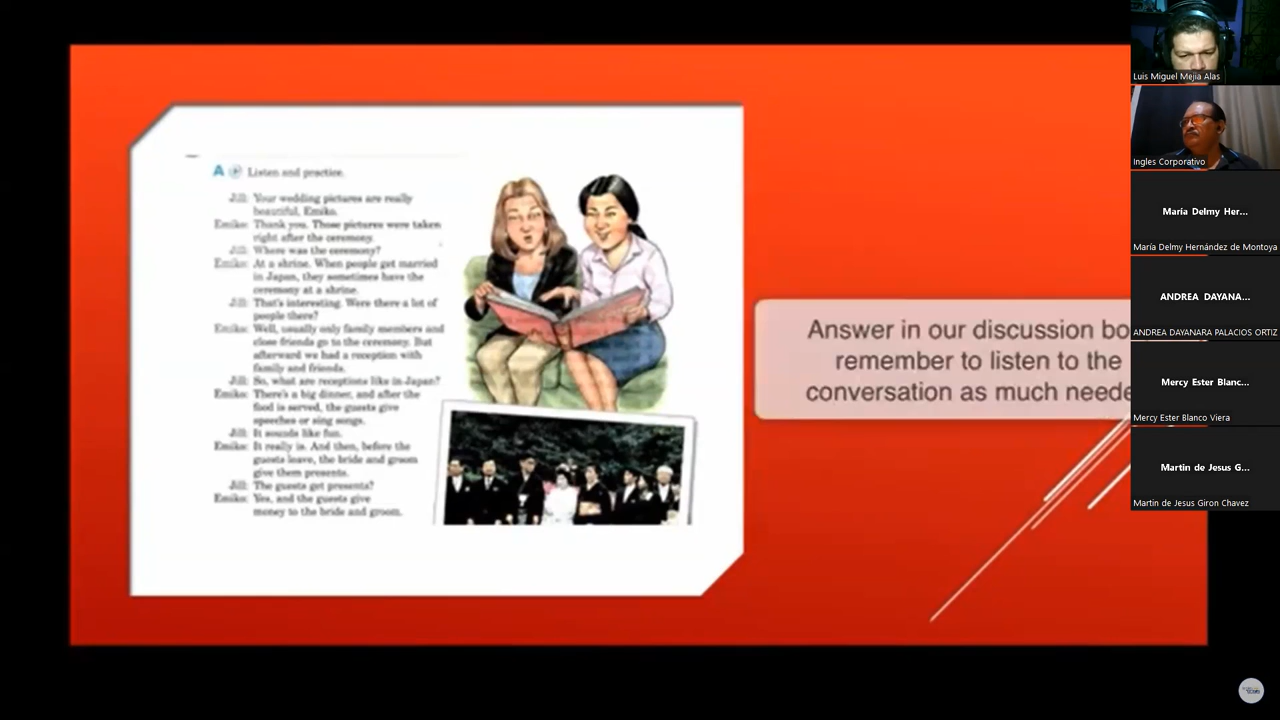 A Listen and practice.
Jill: Your wedding pictures are really
beautiful, Emiko.
Emiko: Thank you. Those pictures were taken
right after the ceremony.
Jill: Where was the ceremony?
Emiko: At a shrine. When people get married
in Japan, they sometimes have the
ceremony at a shrine.
Jill: That's interesting. Were there a lot of
people there?
Emiko: Well, usually only family members and
close friends go to the ceremony. But
afterward we had a reception with
family and friends.
Jill: So, what are receptions like in Japan?
Emiko: There's a big dinner, and after the
food is served, the guests give
speeches or sing songs.
Jill: It sounds like fun.
Emiko: It really is. And then, before the
guests leave, the bride and groom
give them presents.
Jill: The guests get presents?
Emiko: Yes, and the guests give
money to the bride and groom.
Answer in our discussion bo
remember to listen to the
conversation as much neede
Luis Miguel Mejia Alas
Ingles Corporativo
María Delmy Her...
María Delmy Hernández de Montoya
ANDREA DAYANA...
ANDREA DAYANARA PALACIOS ORTIZ
Mercy Ester Blanc...
Mercy Ester Blanco Viera
Martin de Jesus G...
Martin de Jesus Giron Chavez